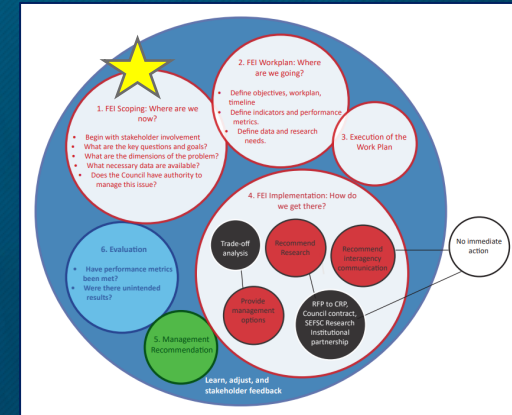 1. FEI Scoping: Where are we
now?
• Begin with stakeholder involvement
• What are the key questions and goals?
• What are the dimensions of the problem?
• What necessary data are available?
• Does the Council have authority to
manage this issue?
2. FEI Workplan: Where
are we going?
• Define objectives, workplan,
timeline
• Define indicators and performance
metrics.
• Define data and research
needs.
3. Execution of the
Work Plan
4. FEI Implementation: How do
we get there?
Trade-off
analysis
Recommend
Research
Recommend
Interagency
communication
No immediate
action
Provide
management
options
RFP to CRP,
Council contract,
SEFSC Research
Institutional
partnership
6. Evaluation
• Have performance metrics
been met?
• Were there unintended
results?
5. Management
Recommendation
Learn, adjust, and
stakeholder feedback